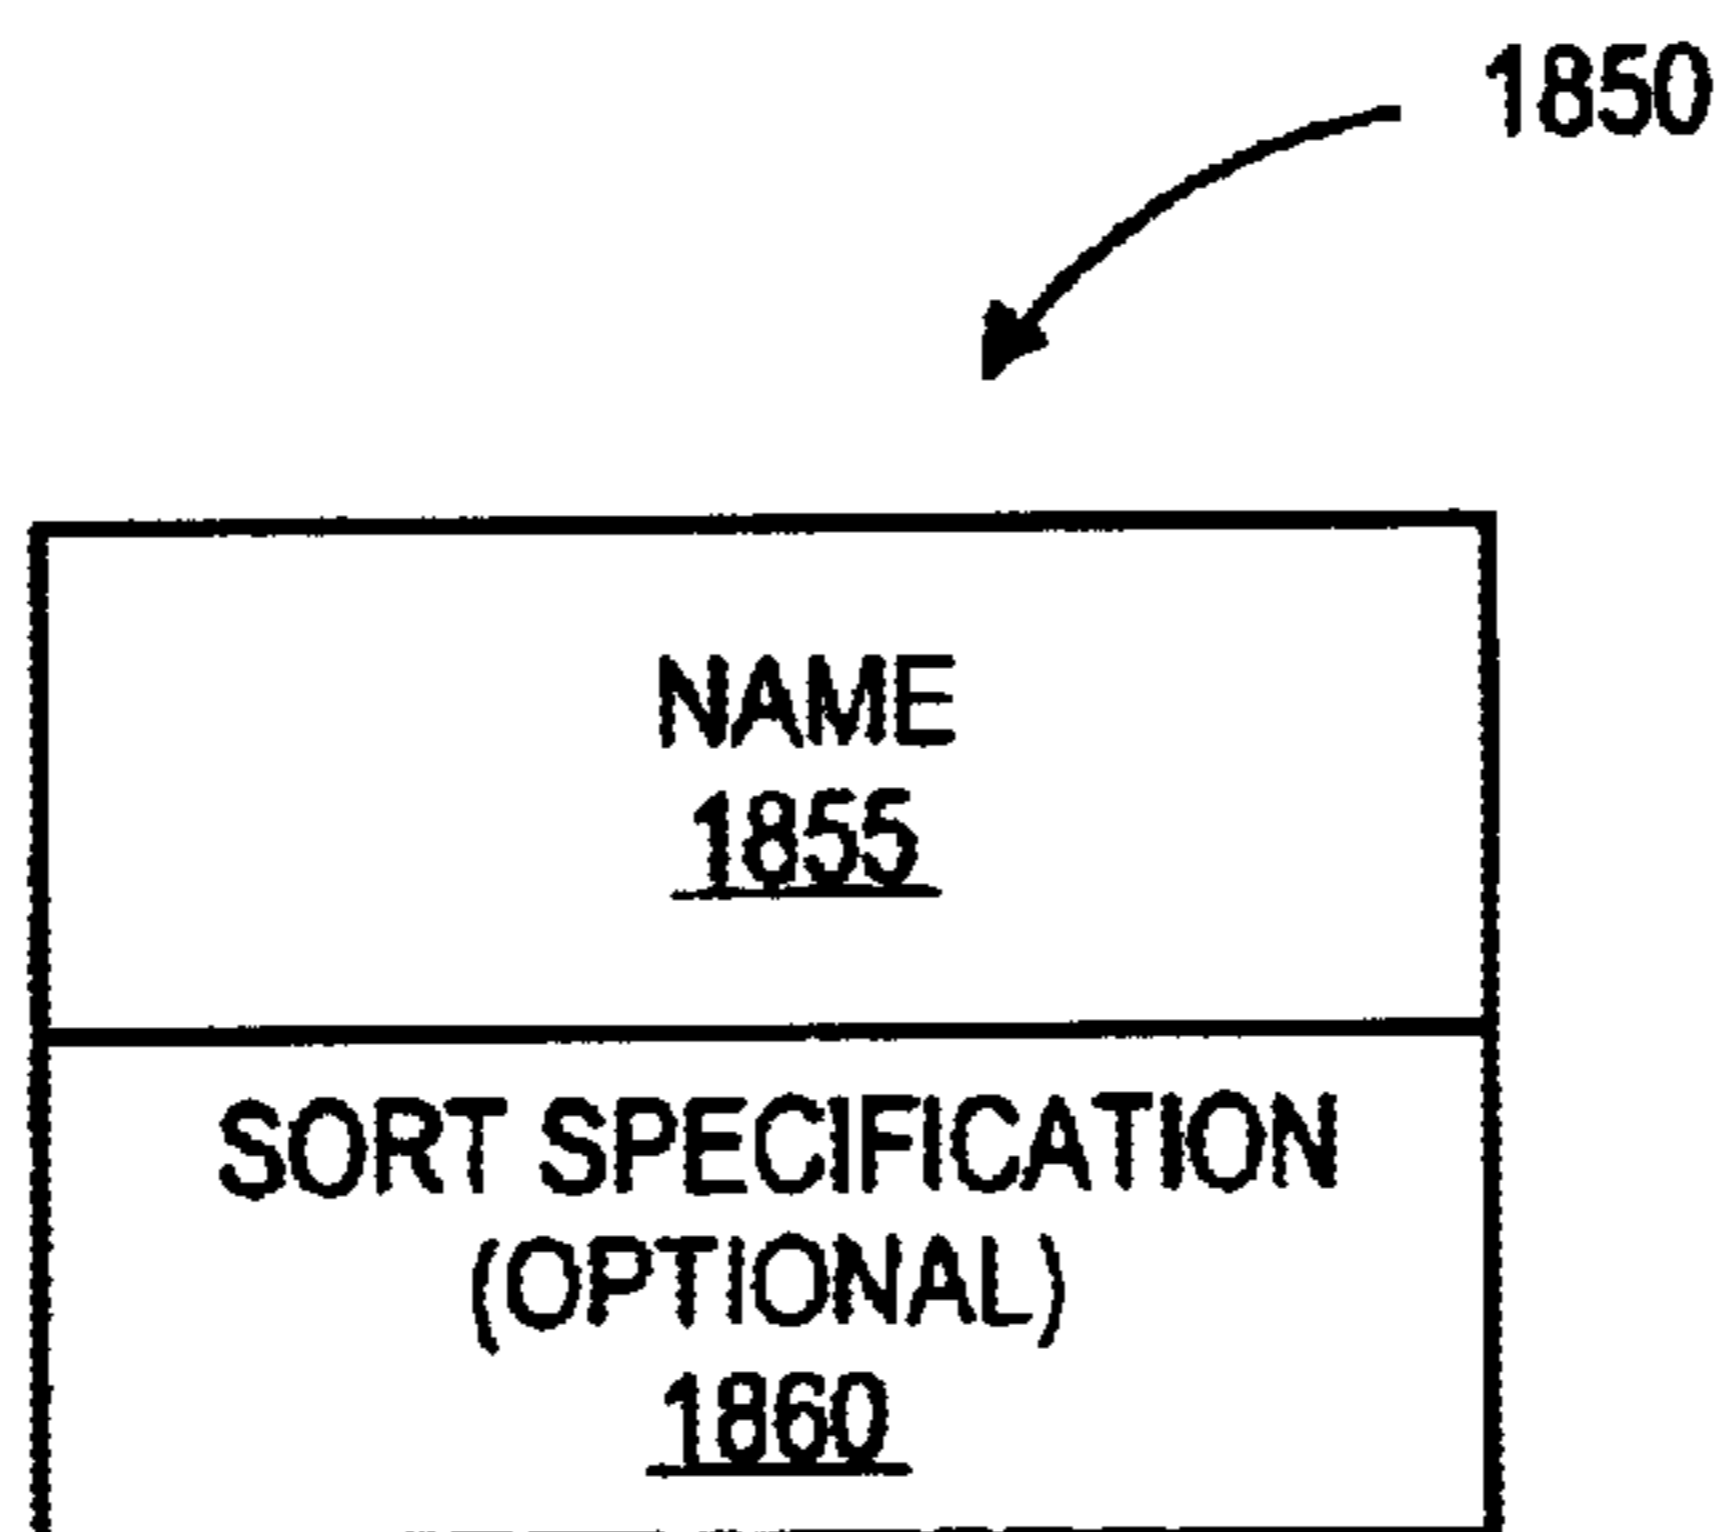 1850
NAME
1855
SORT SPECIFICATION
(OPTIONAL)
1860